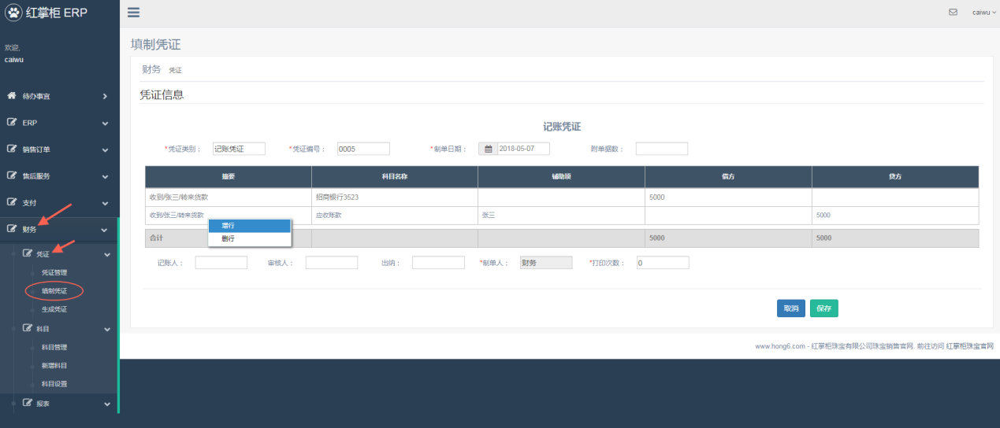 红掌柜 ERP
caiwu
欢迎,
caiwu
待办事宜
ERP
销售订单
售后服务
支付
财务
凭证
凭证管理
填制凭证
生成凭证
科目
科目管理
新增科目
科目设置
报表
填制凭证
财务 凭证
凭证信息
记账凭证
*凭证类别： 记账凭证 *凭证编号： 0005 *制单日期： 2018-05-07 附单据数：
摘要 科目名称 辅助项 借方 贷方
收到/张三/转来货款 招商银行3523 5000
收到/张三/转来货款 应收账款 张三 5000
增行
删行
合计 5000 5000
记账人： 审核人： 出纳： *制单人： 财务 *打印次数： 0
取消 保存
www.hong6.com - 红掌柜珠宝有限公司珠宝销售官网. 前往访问 红掌柜珠宝官网